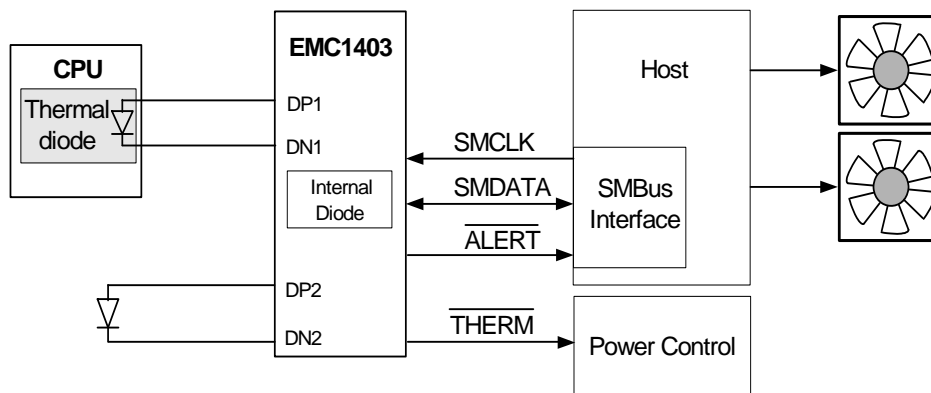 CPU
Thermal
diode
EMC1403
DP1
DN1
Internal
Diode
DP2
DN2
SMCLK
SMDATA
ALERT
THERM
Host
SMBus
Interface
Power Control